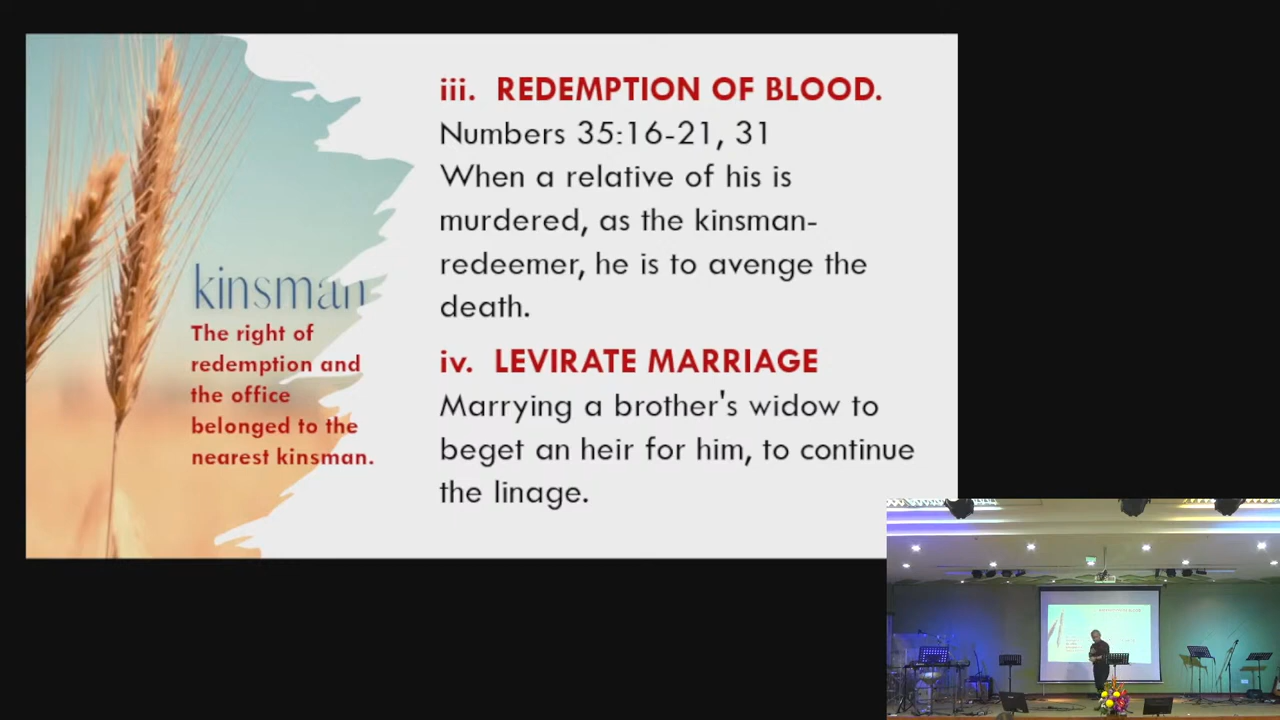 iii. REDEMPTION OF BLOOD.
Numbers 35:16-21, 31
When a relative of his is
murdered, as the kinsman-
redeemer, he is to avenge the
death.
iv. LEVIRATE MARRIAGE
Marrying a brother's widow to
beget an heir for him, to continue
the linage.
kinsman
The right of
redemption and
the office
belonged to the
nearest kinsman.